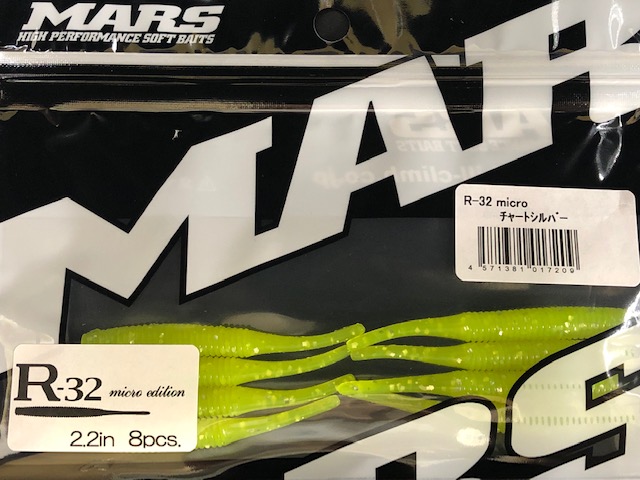 MARS
HIGH PERFORMANCE SOFT BAITS
MAR
R-32 micro
チャートシルバー
4 571381 017209
R-32 micro edition
2.2in 8pcs.
RS